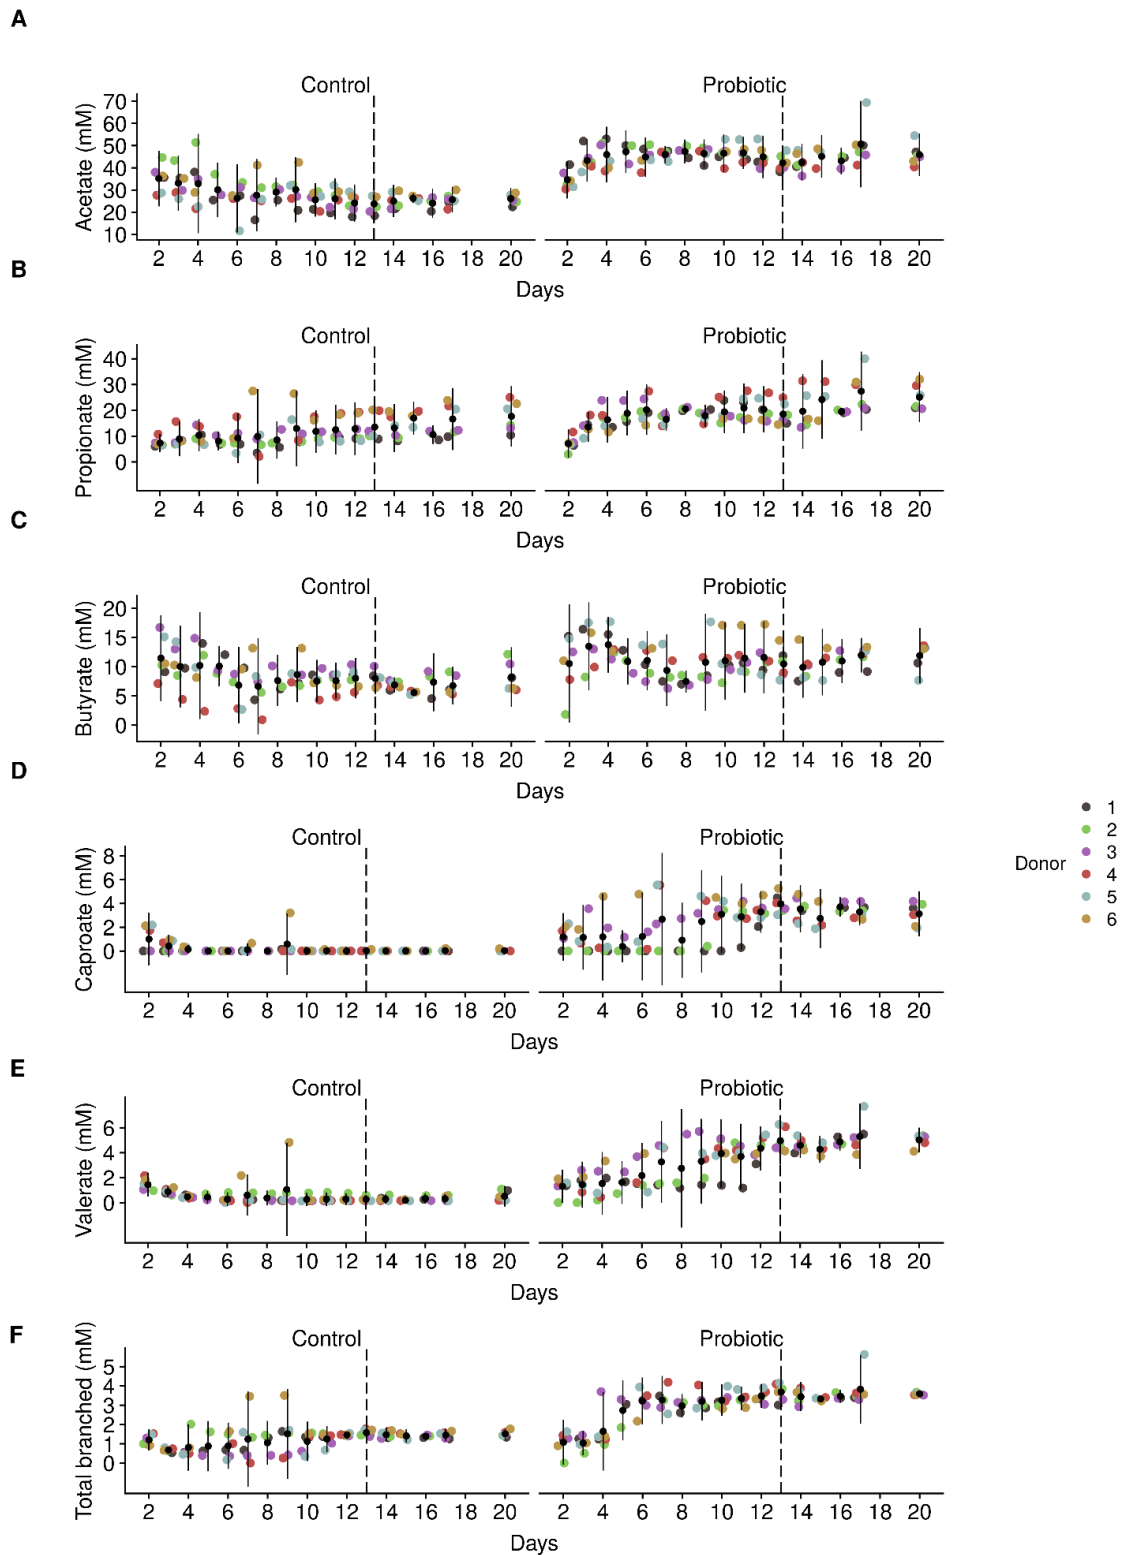 A
Control Probiotic
Acetate (mM)
70
60
50
40
30
20
10
2 4 6 8 10 12 14 16 18 20 2 4 6 8 10 12 14 16 18 20
Days
B
Control Probiotic
Propionate (mM)
40
30
20
10
0
2 4 6 8 10 12 14 16 18 20 2 4 6 8 10 12 14 16 18 20
Days
C
Control Probiotic
Butyrate (mM)
20
15
10
5
0
2 4 6 8 10 12 14 16 18 20 2 4 6 8 10 12 14 16 18 20
Days
D
Control Probiotic
Caproate (mM)
8
6
4
2
0
2 4 6 8 10 12 14 16 18 20 2 4 6 8 10 12 14 16 18 20
Days
Donor
1
2
3
4
5
6
E
Control Probiotic
Valerate (mM)
6
4
2
0
2 4 6 8 10 12 14 16 18 20 2 4 6 8 10 12 14 16 18 20
Days
F
Control Probiotic
Total branched (mM)
5
4
3
2
1
0
2 4 6 8 10 12 14 16 18 20 2 4 6 8 10 12 14 16 18 20
Days